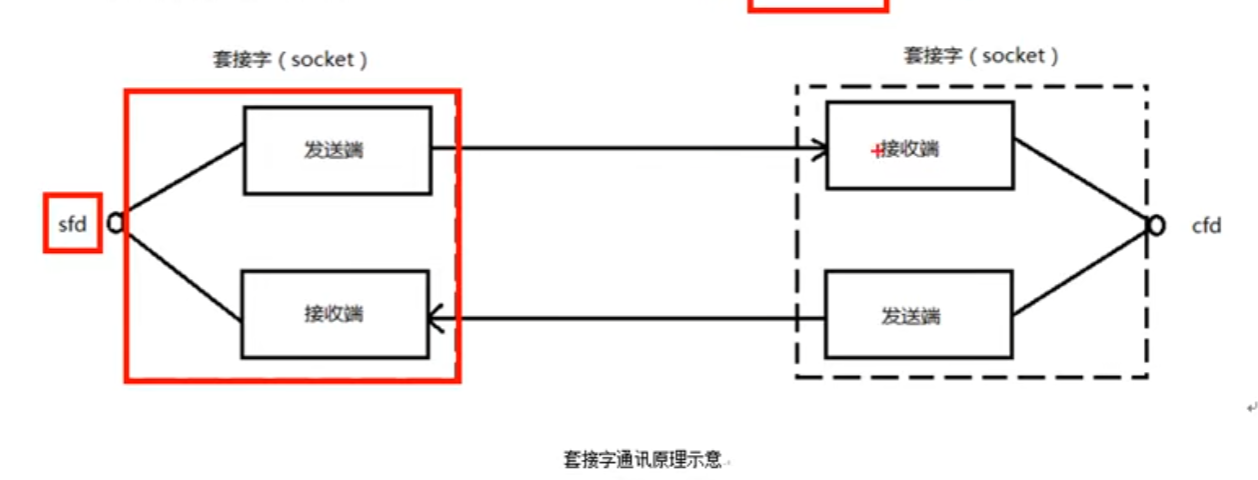 套接字（socket）
套接字（socket）
发送端
接收端
sfd
cfd
接收端
发送端
套接字通讯原理示意